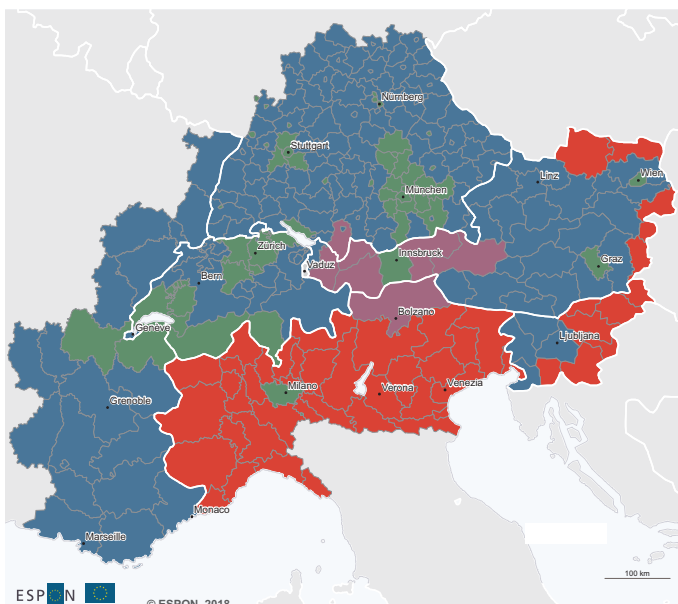 Nürnberg
Stuttgart
Linz
Wien
München
Zürich
Innsbruck
Vaduz
Graz
Bern
Bolzano
Genève
Ljubljana
Milano
Verona
Venezia
Grenoble
Monaco
Marseille
100 km
ESPON
© ESPON, 2018